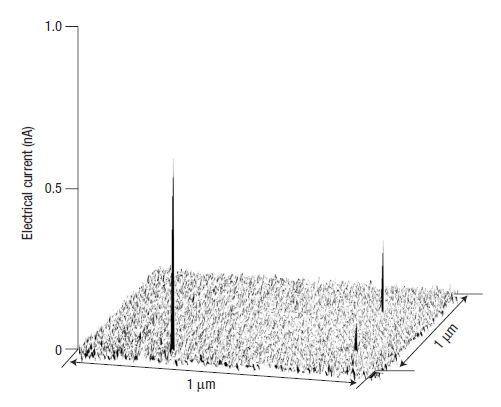 1.0
Electrical current (nA)
0.5
0
1 μm
1 μm